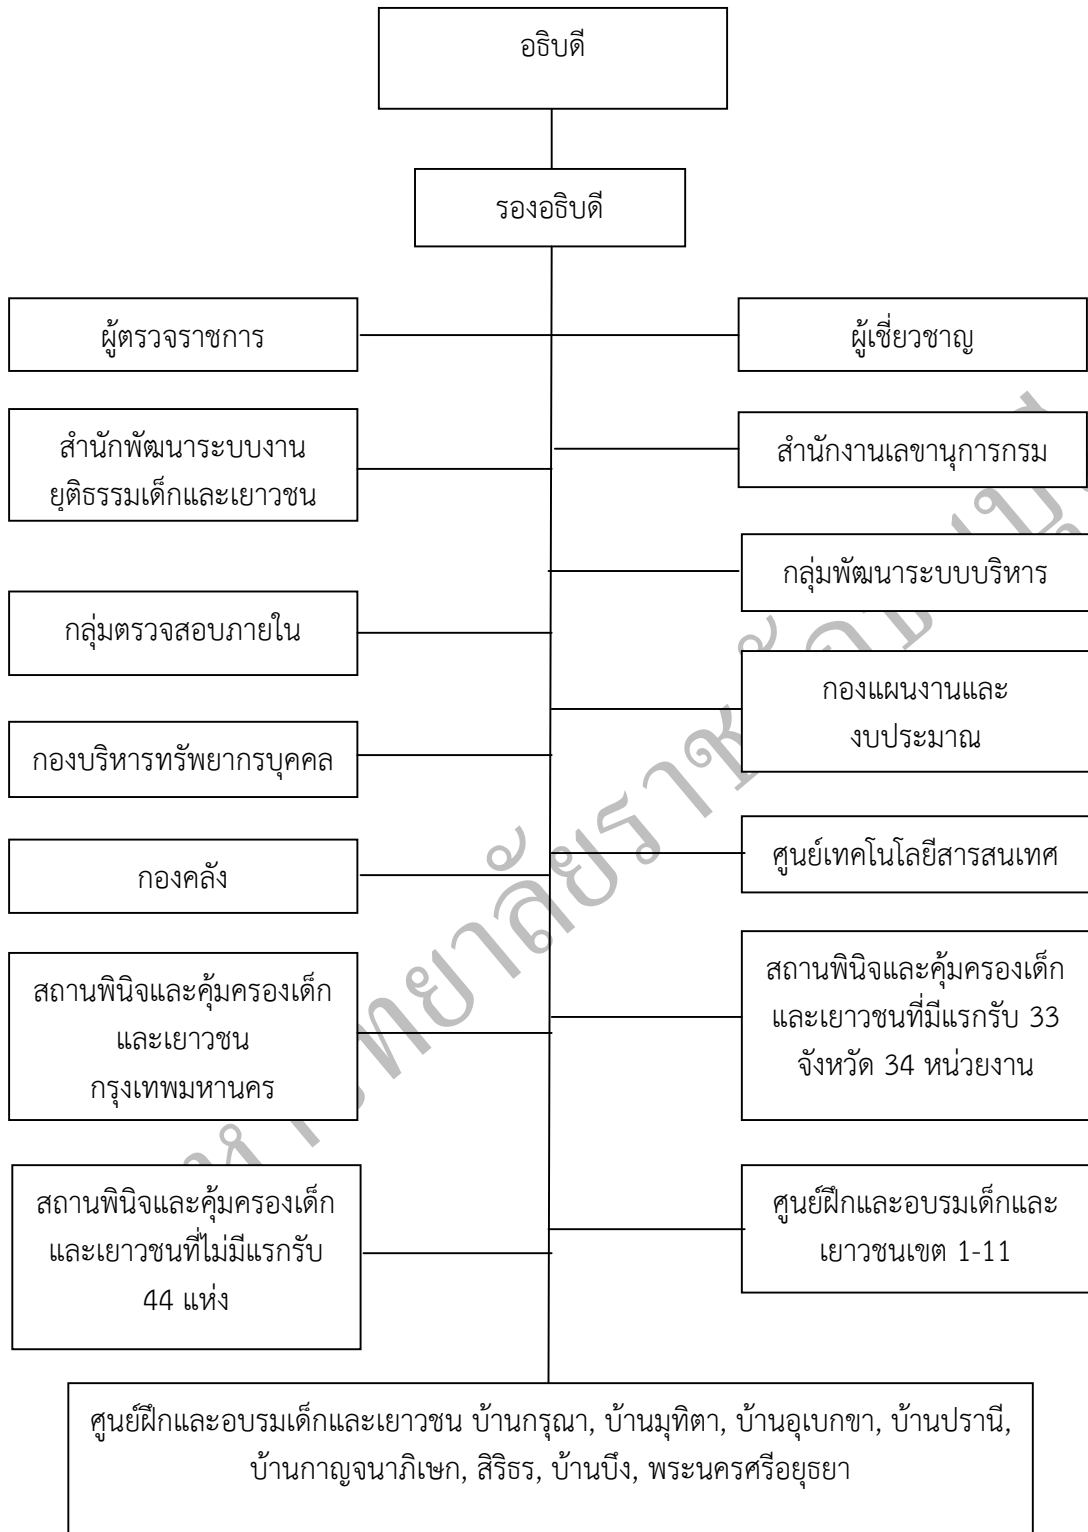 อธิบดี
รองอธิบดี
ผู้ตรวจราชการ
ผู้เชี่ยวชาญ
สำนักพัฒนาระบบงาน
ยุติธรรมเด็กและเยาวชน
สำนักงานเลขานุการกรม
กลุ่มพัฒนาระบบบริหาร
กลุ่มตรวจสอบภายใน
กองแผนงานและ
งบประมาณ
กองบริหารทรัพยากรบุคคล
ศูนย์เทคโนโลยีสารสนเทศ
กองคลัง
สถานพินิจและคุ้มครองเด็ก
และเยาวชน
กรุงเทพมหานคร
สถานพินิจและคุ้มครองเด็ก
และเยาวชนที่มีแรกรับ 33
จังหวัด 34 หน่วยงาน
สถานพินิจและคุ้มครองเด็ก
และเยาวชนที่ไม่มีแรกรับ
44 แห่ง
ศูนย์ฝึกและอบรมเด็กและ
เยาวชนเขต 1-11
ศูนย์ฝึกและอบรมเด็กและเยาวชน บ้านกรุณา, บ้านมุทิตา, บ้านอุเบกขา, บ้านปรานี,
บ้านกาญจนาภิเษก, สิริธร, บ้านบึง, พระนครศรีอยุธยา